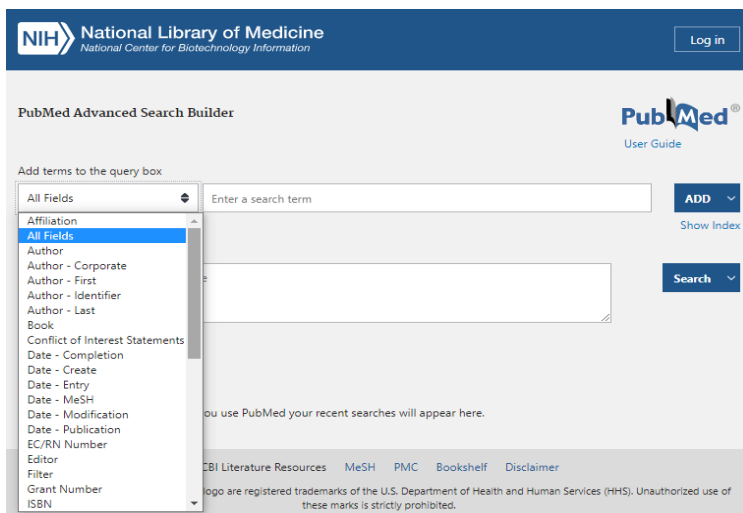 NIH National Library of Medicine
National Center for Biotechnology Information
Log in
PubMed Advanced Search Builder
PubMed®
User Guide
Add terms to the query box
All Fields
Enter a search term
ADD
Show Index
Affiliation
All Fields
Author
Author - Corporate
Author - First
Author - Identifier
Author - Last
Book
Conflict of Interest Statements
Date - Completion
Date - Create
Date - Entry
Date - MeSH
Date - Modification
Date - Publication
EC/RN Number
Editor
Filter
Grant Number
ISBN
Search
ou use PubMed your recent searches will appear here.
CBI Literature Resources MeSH PMC Bookshelf Disclaimer
logo are registered trademarks of the U.S. Department of Health and Human Services (HHS). Unauthorized use of
these marks is strictly prohibited.